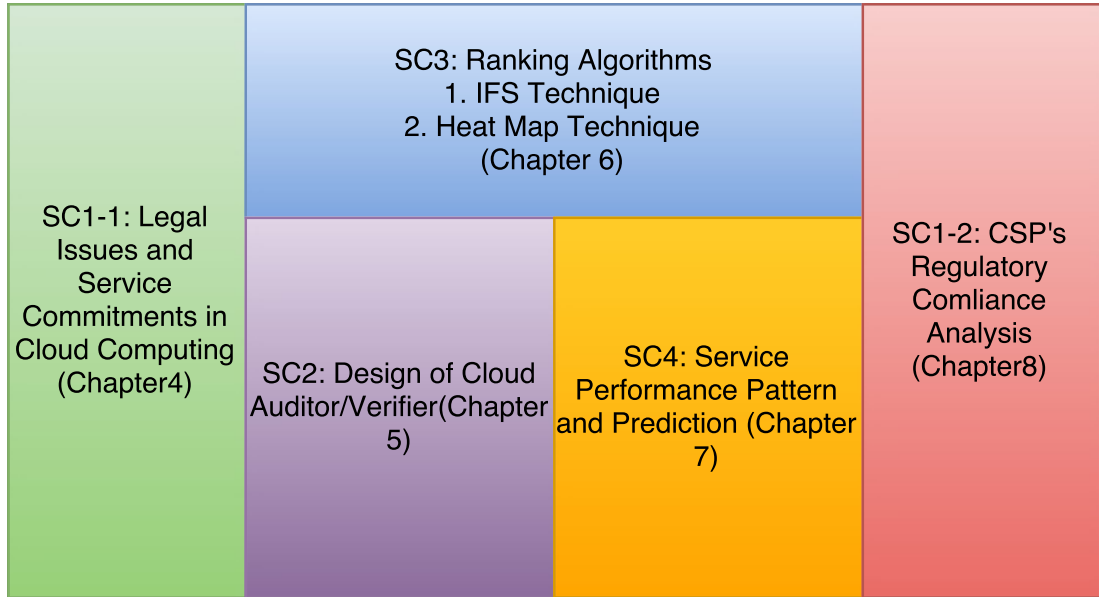 SC1-1: Legal
Issues and
Service
Commitments in
Cloud Computing
(Chapter4)
SC3: Ranking Algorithms
1. IFS Technique
2. Heat Map Technique
(Chapter 6)
SC2: Design of Cloud
Auditor/Verifier(Chapter
5)
SC4: Service
Performance Pattern
and Prediction (Chapter
7)
SC1-2: CSP's
Regulatory
Comliance
Analysis
(Chapter8)